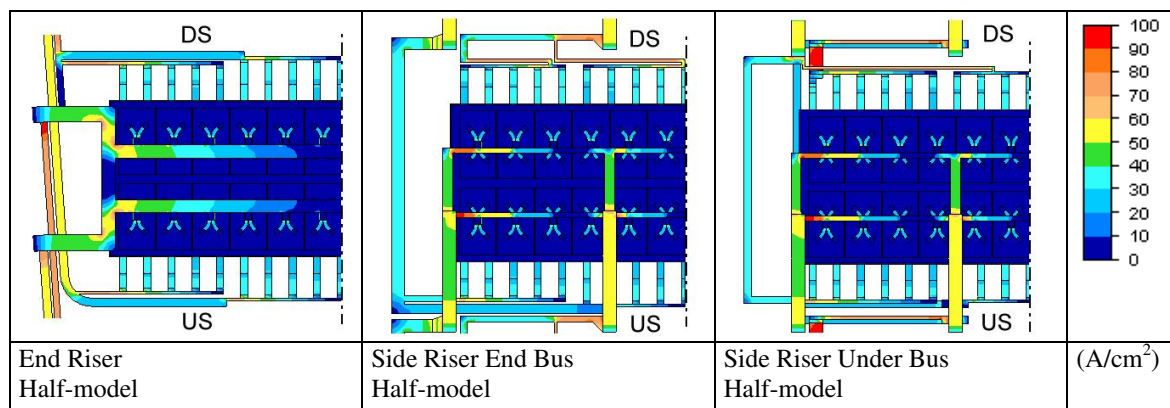 DS
US
End Riser
Half-model
DS
US
Side Riser End Bus
Half-model
DS
US
Side Riser Under Bus
Half-model
100
90
80
70
60
50
40
30
20
10
0
(A/cm²)